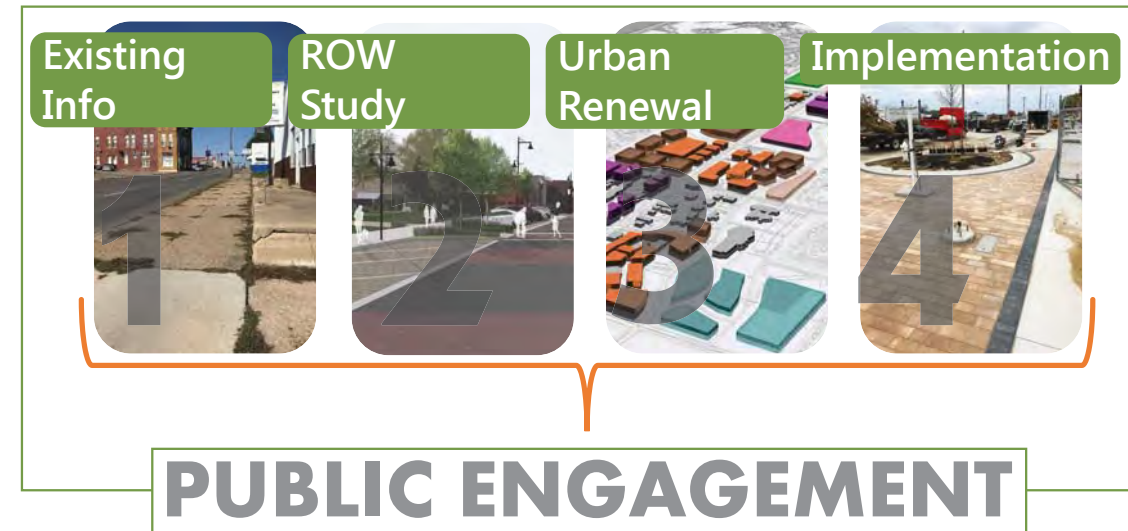 Existing
Info
ROW
Study
Urban
Renewal
Implementation
1
2
3
4
PUBLIC ENGAGEMENT